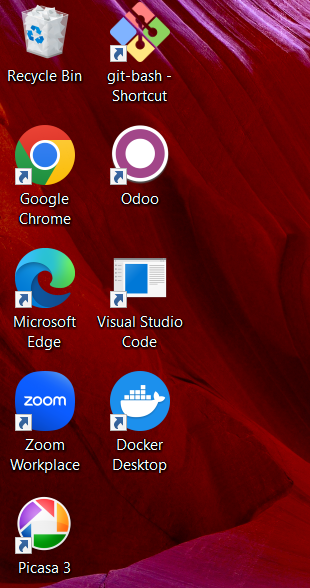 Recycle Bin
git-bash -
Shortcut
Google
Chrome
Odoo
Microsoft
Edge
Visual Studio
Code
zoom
Zoom
Workplace
Docker
Desktop
Picasa 3